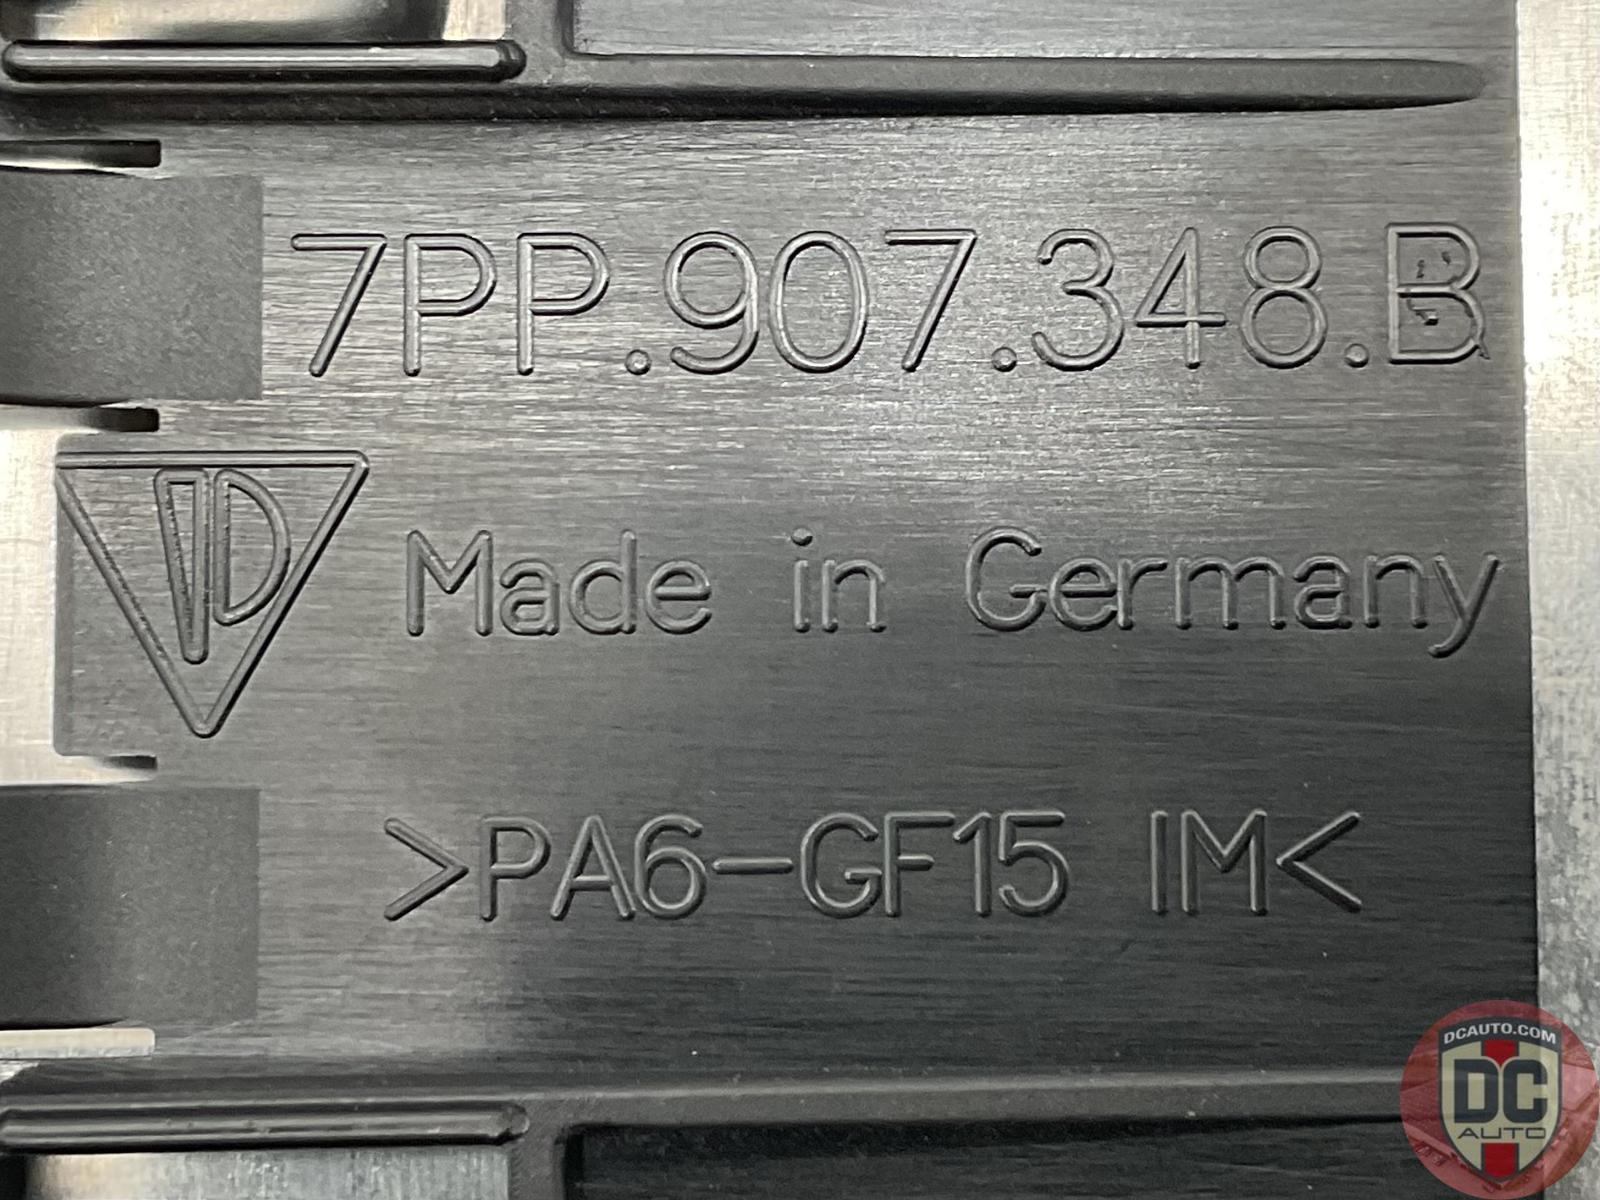 7PP.907.348.B
Made in Germany
>PA6-GF15 IM<
DCAUTO.COM
DC
AUTO